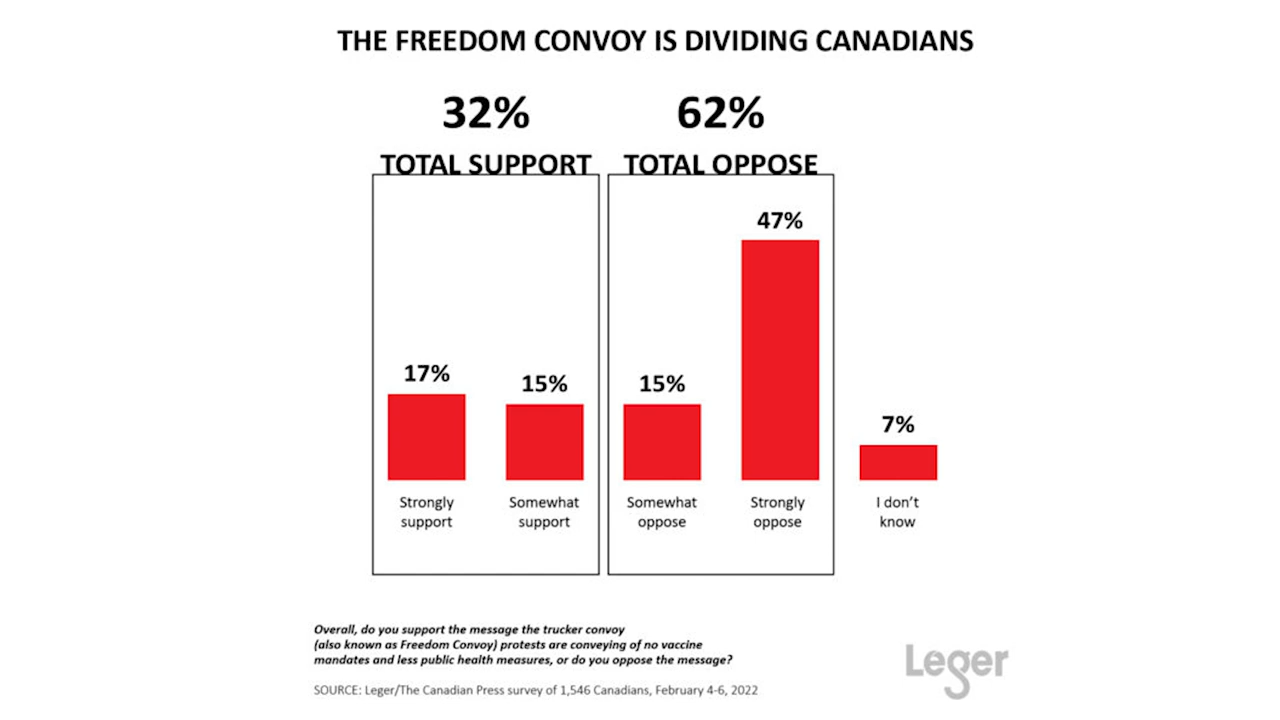 THE FREEDOM CONVOY IS DIVIDING CANADIANS
32%
TOTAL SUPPORT
62%
TOTAL OPPOSE
17%
15%
15%
47%
7%
Strongly
support
Somewhat
support
Somewhat
oppose
Strongly
oppose
I don't
know
Overall, do you support the message the trucker convoy
(also known as Freedom Convoy) protests are conveying of no vaccine
mandates and less public health measures, or do you oppose the message?
SOURCE: Leger/The Canadian Press survey of 1,546 Canadians, February 4-6, 2022
Leger